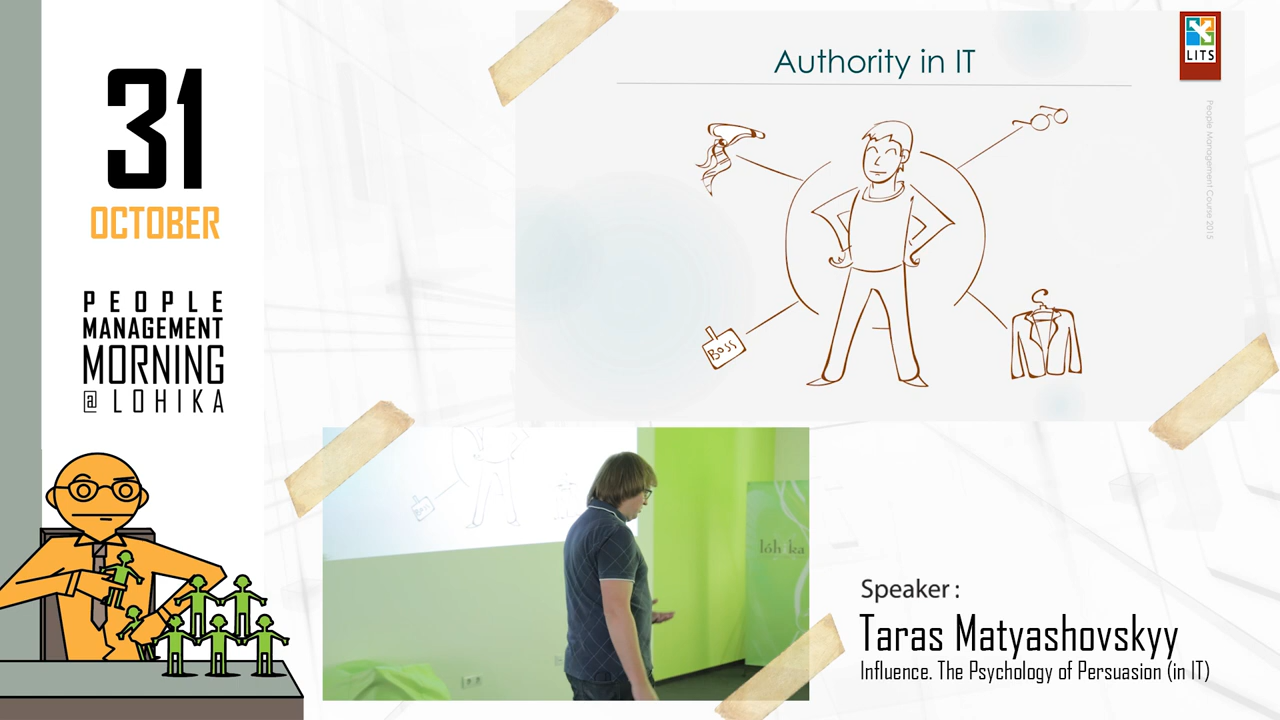 31
OCTOBER
PEOPLE
MANAGEMENT
MORNING
@ LOHIKA
Authority in IT
LITS
People Management Course 2015
BOSS
lohika
Speaker :
Taras Matyashovskyy
Influence. The Psychology of Persuasion (in IT)